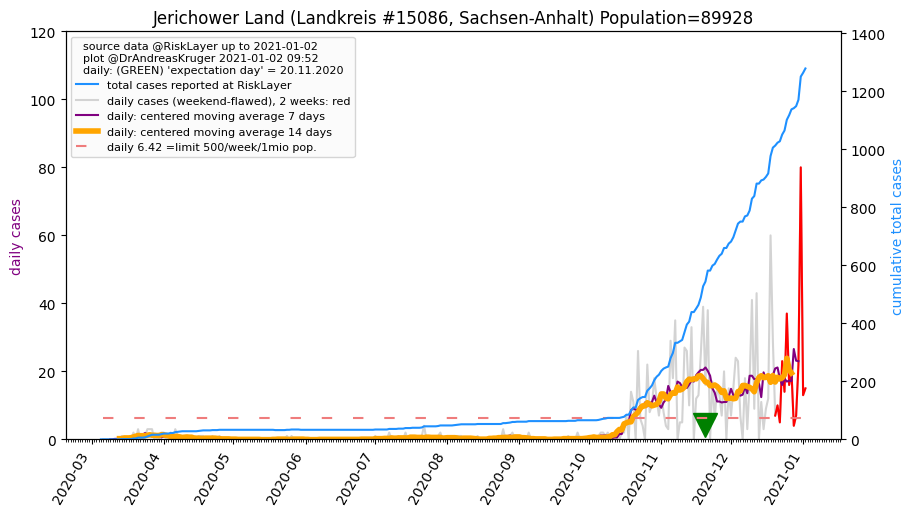 Jerichower Land (Landkreis #15086, Sachsen-Anhalt) Population=89928
source data @RiskLayer up to 2021-01-02
plot @DrAndreasKruger 2021-01-02 09:52
daily: (GREEN) 'expectation day' = 20.11.2020
total cases reported at RiskLayer
daily cases (weekend-flawed), 2 weeks: red
daily: centered moving average 7 days
daily: centered moving average 14 days
daily 6.42 =limit 500/week/1mio pop.
daily cases
120
100
80
60
40
20
0
cumulative total cases
1400
1200
1000
800
600
400
200
0
2020-03
2020-04
2020-05
2020-06
2020-07
2020-08
2020-09
2020-10
2020-11
2020-12
2021-01